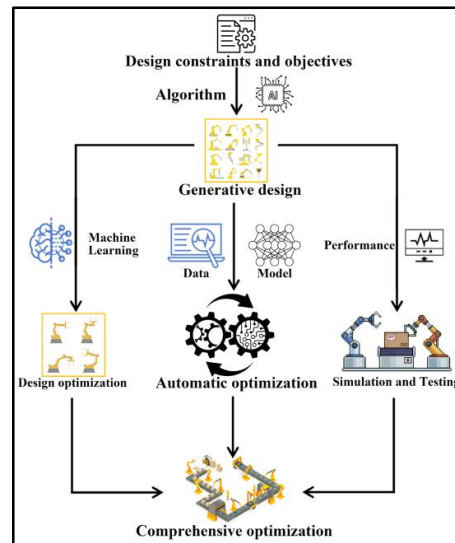 Design constraints and objectives
Algorithm
AI
Generative design
Machine
Learning
Data
Model
Performance
Design optimization
Automatic optimization
Simulation and Testing
Comprehensive optimization